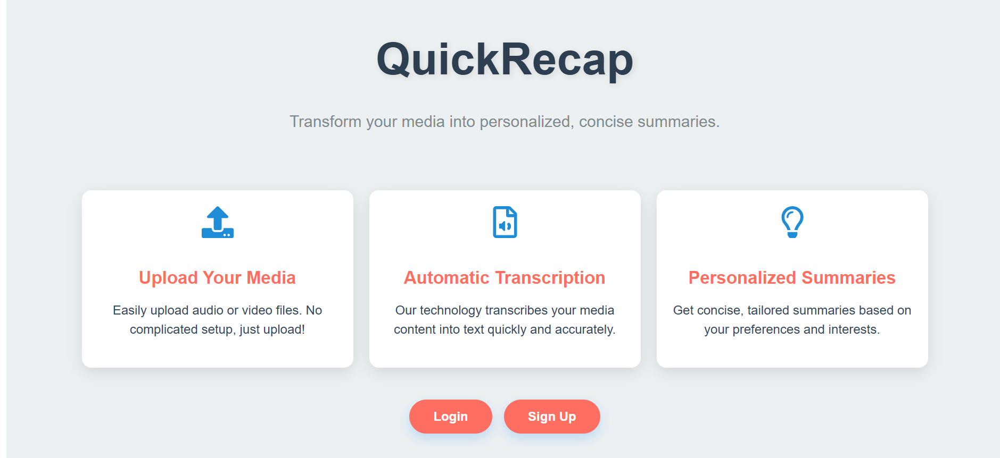 QuickRecap
Transform your media into personalized, concise summaries.
Upload Your Media
Easily upload audio or video files. No
complicated setup, just upload!
Automatic Transcription
Our technology transcribes your media
content into text quickly and accurately.
Personalized Summaries
Get concise, tailored summaries based on
your preferences and interests.
Login
Sign Up